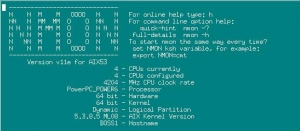 N N M M OOOO N N For online help type: h
NN N MM MM O O NN N For command line option help:
N N N M MM M O O N N N quick-hint nmon -?
N N N M M O O N N N full-details nmon -h
N NN M M O O N NN To start nmon the same way every time?
N N M M OOOO N N set NMON ksh variable, for example:
export NMON=cmt
Version v11e for AIX53
4 - CPUs currently
4 - CPUs configured
4204 - MHz CPU clock rate
PowerPC_POWER6 - Processor
64 bit - Hardware
64 bit - Kernel
Dynamic - Logical Partition
5.3.0.5 ML08 - AIX Kernel Version
BOSS1 - Hostname